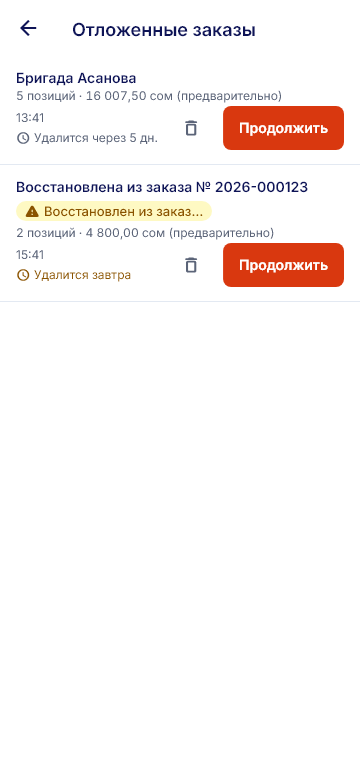 Отложенные заказы
Бригада Асанова
5 позиций · 16 007,50 сом (предварительно)
13:41
Удалится через 5 дн.
Продолжить
Восстановлена из заказа № 2026-000123
Восстановлен из заказ...
2 позиций · 4 800,00 сом (предварительно)
15:41
Удалится завтра
Продолжить